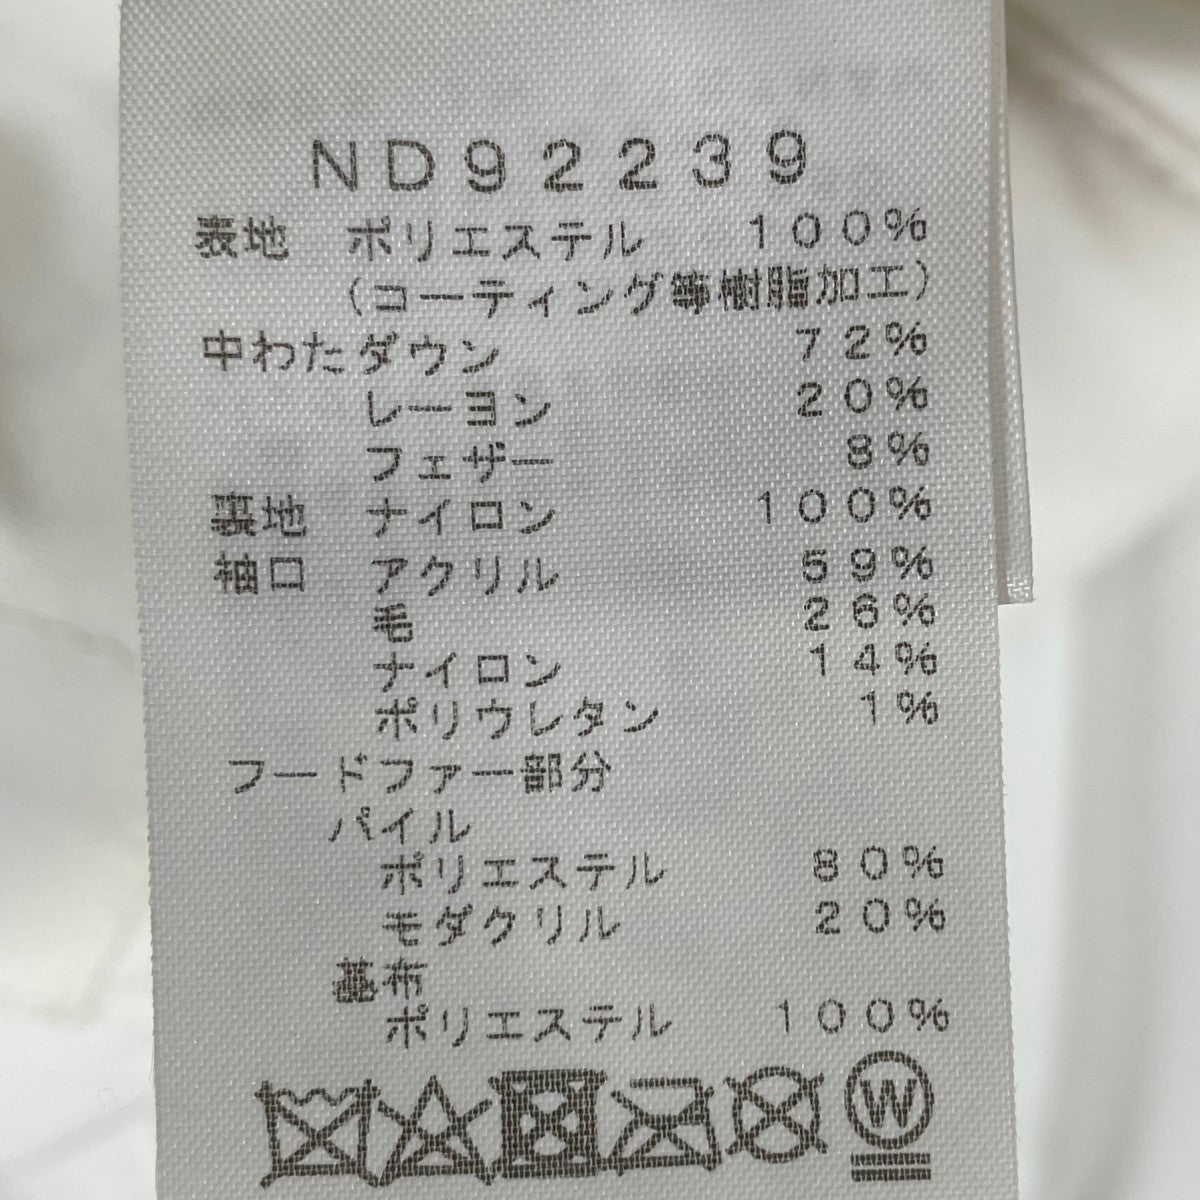 ND92239
表地 ポリエステル 100%
(コーティング等樹脂加工)
中わたダウン 72%
レーヨン 20%
フェザー 8%
裏地 ナイロン 100%
袖口 アクリル 59%
毛 26%
ナイロン 14%
ポリウレタン 1%
フードファー部分
パイル
ポリエステル 80%
モダクリル 20%
基布
ポリエステル 100%
W